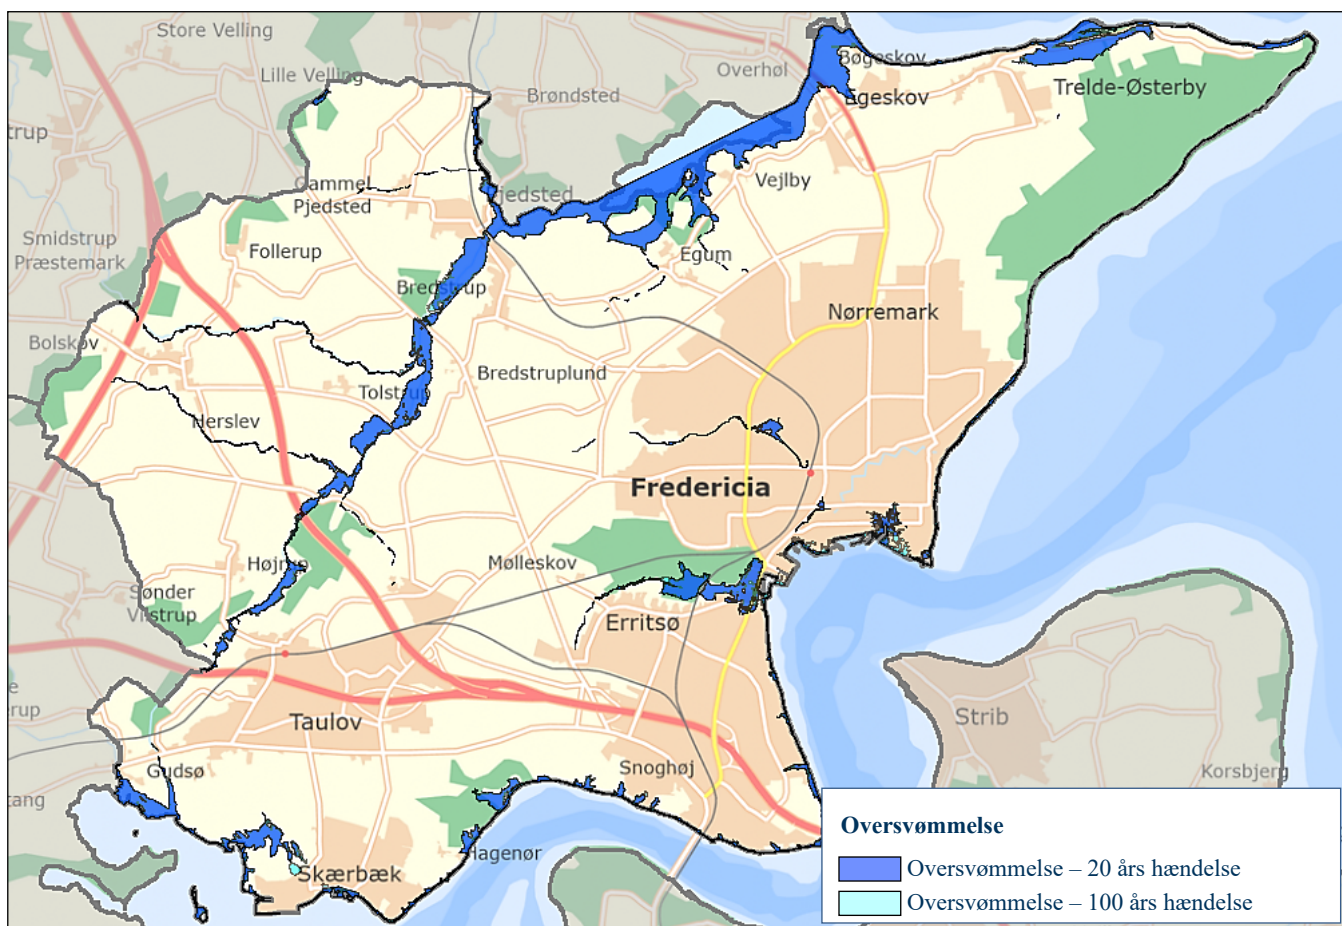 Store Velling
Lille Velling
Overhøl
Bøgeskov
Brøndsted
Egeskov
Trelde-Østerby
trup
Gammel
Pjedsted
Pjedsted
Vejlby
Smidstrup
Præstemark
Follerup
Egum
Bredstrup
Nørremark
Bolskov
Bredstruplund
Tolstrup
Herslev
Fredericia
Højrup
Mølleskov
Sønder
Vilstrup
Erritsø
erup
Taulov
Strib
Gudsø
Snoghøj
Korsbjerg
tang
Hagenør
Skærbæk
Oversvømmelse
Oversvømmelse – 20 års hændelse
Oversvømmelse – 100 års hændelse